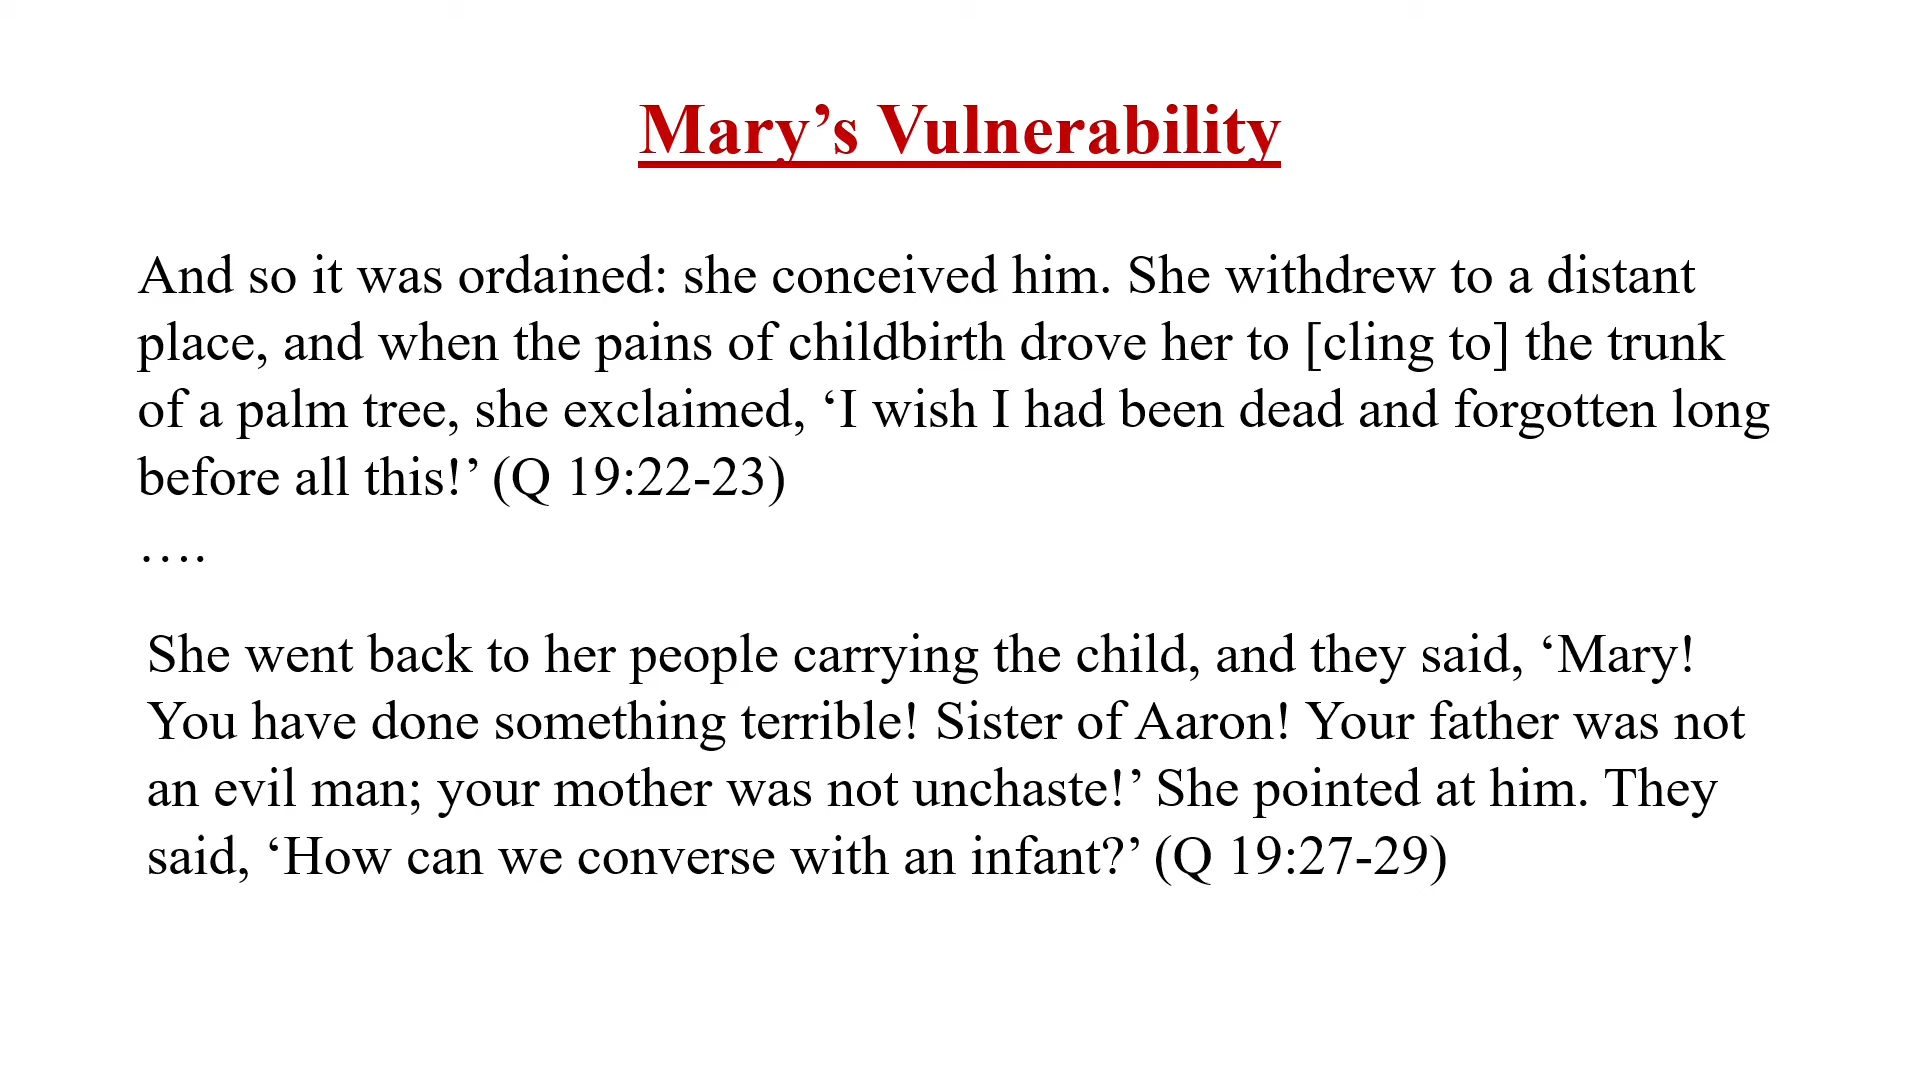 Mary’s Vulnerability
And so it was ordained: she conceived him. She withdrew to a distant
place, and when the pains of childbirth drove her to [cling to] the trunk
of a palm tree, she exclaimed, ‘I wish I had been dead and forgotten long
before all this!’ (Q 19:22-23)
….
She went back to her people carrying the child, and they said, ‘Mary!
You have done something terrible! Sister of Aaron! Your father was not
an evil man; your mother was not unchaste!’ She pointed at him. They
said, ‘How can we converse with an infant?’ (Q 19:27-29)